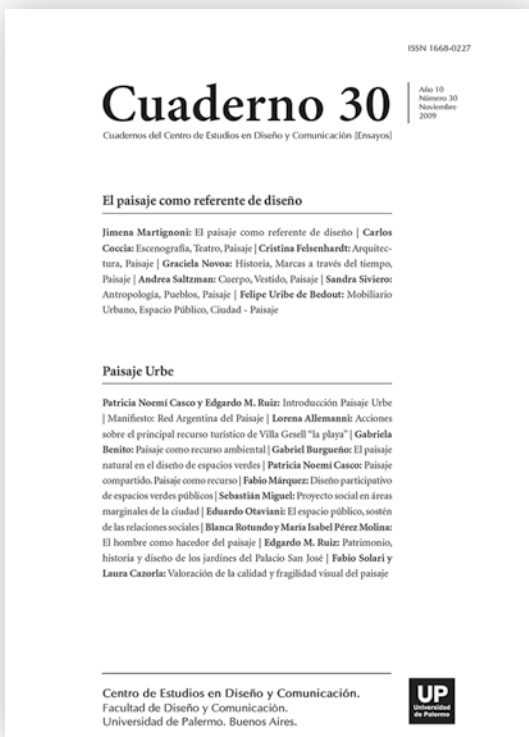 ISSN 1668-0227
Cuaderno 30
Año 10
Número 30
Noviembre
2009
Cuadernos del Centro de Estudios en Diseño y Comunicación [Ensayos]
El paisaje como referente de diseño
Jimena Martignoni: El paisaje como referente de diseño | Carlos
Coccia: Escenografía, Teatro, Paisaje | Cristina Felsenhardt: Arquitec-
tura, Paisaje | Graciela Novoa: Historia, Marcas a través del tiempo,
Paisaje | Andrea Saltzman: Cuerpo, Vestido, Paisaje | Sandra Siviero:
Antropología, Pueblos, Paisaje | Felipe Uribe de Bedout: Mobiliario
Urbano, Espacio Público, Ciudad - Paisaje
Paisaje Urbe
Patricia Noemí Casco y Edgardo M. Ruiz: Introducción Paisaje Urbe
| Manifiesto: Red Argentina del Paisaje | Lorena Allemanni: Acciones
sobre el principal recurso turístico de Villa Gesell "la playa" | Gabriela
Benito: Paisaje como recurso ambiental | Gabriel Burgueño: El paisaje
natural en el diseño de espacios verdes | Patricia Noemí Casco: Paisaje
compartido. Paisaje como recurso | Fabio Márquez: Diseño participativo
de espacios verdes públicos | Sebastián Miguel: Proyecto social en áreas
marginales de la ciudad | Eduardo Otaviani: El espacio público, sostén
de las relaciones sociales | Blanca Rotundo y María Isabel Pérez Molina:
El hombre como hacedor del paisaje | Edgardo M. Ruiz: Patrimonio,
historia y diseño de los jardines del Palacio San José | Fabio Solari y
Laura Cazorla: Valoración de la calidad y fragilidad visual del paisaje
Centro de Estudios en Diseño y Comunicación.
Facultad de Diseño y Comunicación.
Universidad de Palermo. Buenos Aires.
UP
Universidad
de Palermo